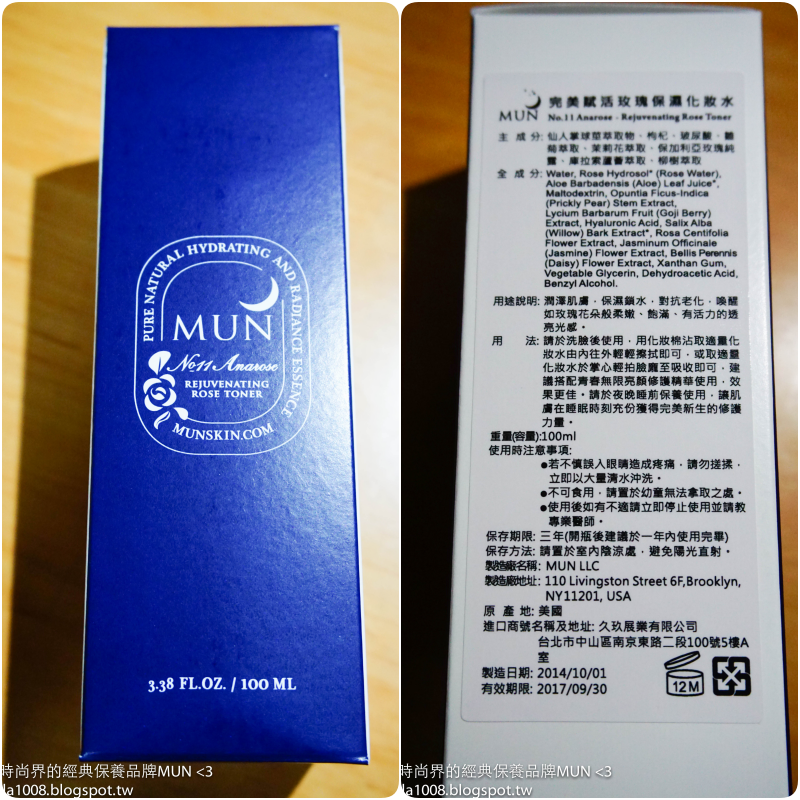 PURE NATURAL HYDRATING AND RADIANCE ESSENCE
MUN
No11 Anarose
REJUVENATING
ROSE TONER
MUNSKIN.COM
3.38 FL.OZ. / 100 ML
時尚界的經典保養品牌MUN <3
la1008.blogspot.tw
MUN
完美賦活玫瑰保濕化妝水
No.11 Anarose - Rejuvenating Rose Toner
主 成 分: 仙人掌球莖萃取物、枸杞、玻尿酸、雛
菊萃取、茉莉花萃取、保加利亞玫瑰純
露、庫拉索蘆薈萃取、柳樹萃取
全 成 分: Water, Rose Hydrosol* (Rose Water),
Aloe Barbadensis (Aloe) Leaf Juice*,
Maltodextrin, Opuntia Ficus-Indica
(Prickly Pear) Stem Extract,
Lycium Barbarum Fruit (Goji Berry)
Extract, Hyaluronic Acid, Salix Alba
(Willow) Bark Extract*, Rosa Centifolia
Flower Extract, Jasminum Officinale
(Jasmine) Flower Extract, Bellis Perennis
(Daisy) Flower Extract, Xanthan Gum,
Vegetable Glycerin, Dehydroacetic Acid,
Benzyl Alcohol.
用途說明: 潤澤肌膚，保濕鎖水，對抗老化，喚醒
如玫瑰花朵般柔嫩、飽滿、有活力的透
亮光感。
用 法: 請於洗臉後使用，用化妝棉沾取適量化
妝水由內往外輕輕擦拭即可，或取適量
化妝水於掌心輕拍臉龐至吸收即可，建
議搭配青春無限亮顏修護精華使用，效
果更佳。請於夜晚睡前保養使用，讓肌
膚在睡眠時刻充份獲得完美新生的修護
力量。
重量(容量):100ml
使用時注意事項:
●若不慎誤入眼睛造成疼痛，請勿搓揉，
立即以大量清水沖洗。
●不可食用，請置於幼童無法拿取之處。
●使用後如有不適請立即停止使用並請教
專業醫師。
保存期限: 三年(開瓶後建議於一年內使用完畢)
保存方法: 請置於室內陰涼處，避免陽光直射。
製造廠名稱: MUN LLC
製造廠地址: 110 Livingston Street 6F,Brooklyn,
NY11201, USA
原 產 地: 美國
進口商號名稱及地址: 久玖展業有限公司
台北市中山區南京東路二段100號5樓A
室
製造日期: 2014/10/01
有效期限: 2017/09/30
12M
時尚界的經典保養品牌MUN <3
la1008.blogspot.tw